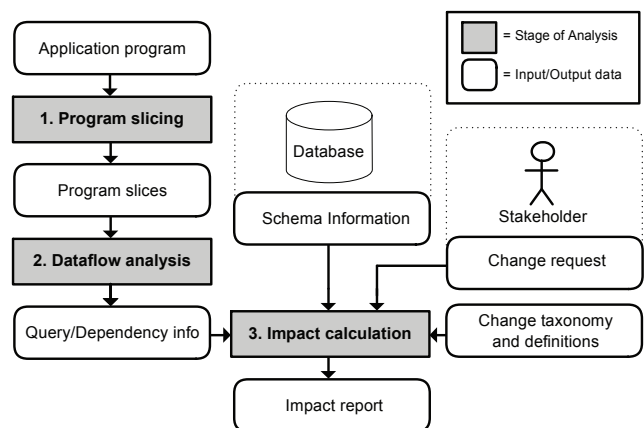 Application program
= Stage of Analysis
= Input/Output data
1. Program slicing
Database
Program slices
Schema Information
Stakeholder
2. Dataflow analysis
Change request
Query/Dependency info
3. Impact calculation
Change taxonomy
and definitions
Impact report